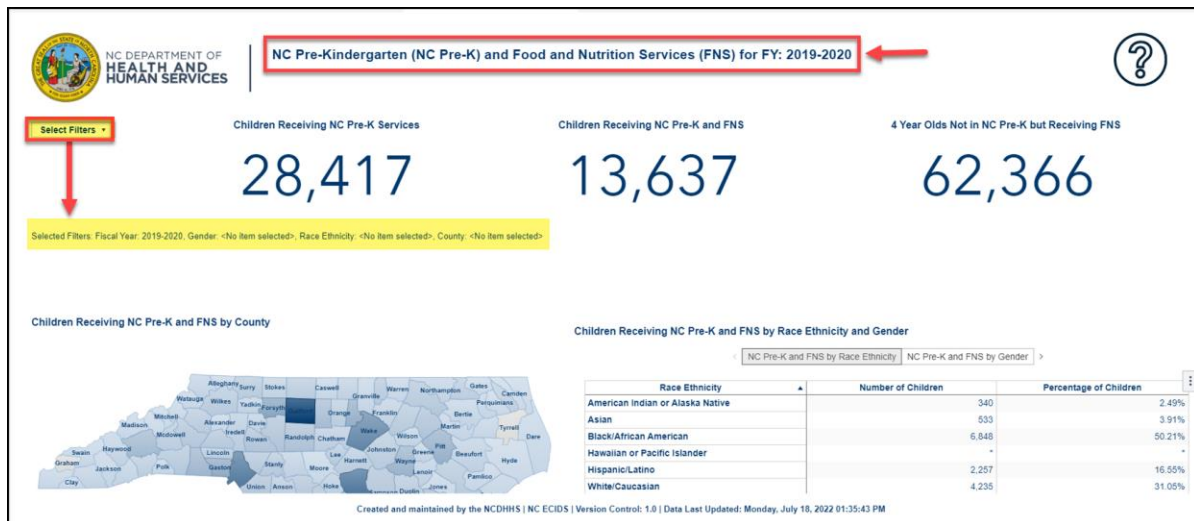 NC DEPARTMENT OF
HEALTH AND
HUMAN SERVICES
NC Pre-Kindergarten (NC Pre-K) and Food and Nutrition Services (FNS) for FY: 2019-2020
?
Select Filters
Children Receiving NC Pre-K Services
28,417
Children Receiving NC Pre-K and FNS
13,637
4 Year Olds Not in NC Pre-K but Receiving FNS
62,366
Selected Filters: Fiscal Year: 2019-2020, Gender: <No item selected>, Race Ethnicity: <No item selected>, County: <No item selected>
Children Receiving NC Pre-K and FNS by County
Alleghany Surry Stokes Caswell Granville Warren Northampton Gates Camden
Watauga Wilkes Yadkin Forsyth Orange Franklin Bertie Perquimans
Madison Mitchell Alexander Davie Wake Martin Tyrrell
Mcdowell Iredell Rowan Randolph Chatham Wilson Dare
Swain Haywood Lincoln Lee Johnston Greene Pitt Beaufort
Graham Jackson Polk Gaston Stanly Moore Harnett Wayne Lenoir Hyde
Clay Union Anson Hoke Duplin Jones Pamlico
Children Receiving NC Pre-K and FNS by Race Ethnicity and Gender
NC Pre-K and FNS by Race Ethnicity NC Pre-K and FNS by Gender
Race Ethnicity Number of Children Percentage of Children
American Indian or Alaska Native 340 2.49%
Asian 533 3.91%
Black/African American 6,848 50.21%
Hawaiian or Pacific Islander - -
Hispanic/Latino 2,257 16.55%
White/Caucasian 4,235 31.05%
Created and maintained by the NCDHHS | NC ECIDS | Version Control: 1.0 | Data Last Updated: Monday, July 18, 2022 01:35:43 PM